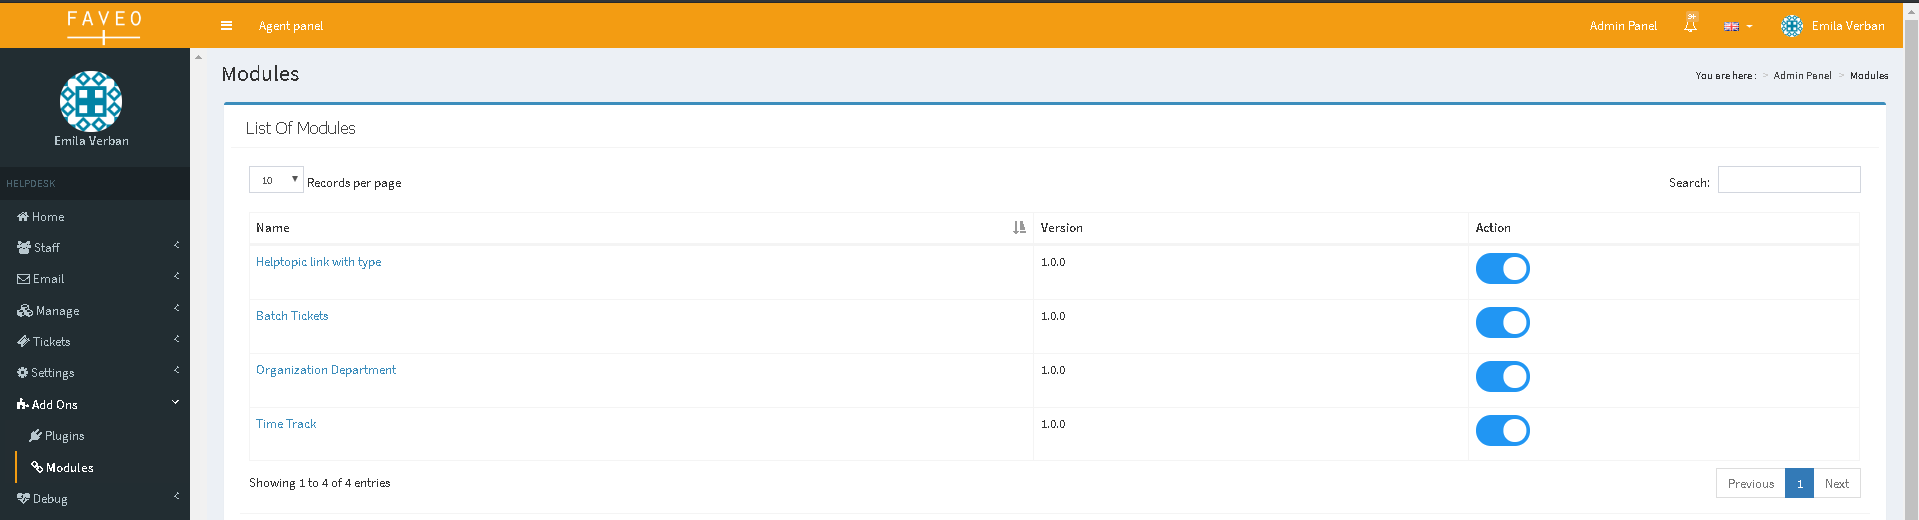 FAVEO
Agent panel
Admin Panel
9+
Emila Verban
Emila Verban
HELPDESK
Home
Staff
Email
Manage
Tickets
Settings
Add Ons
Plugins
Modules
Debug
Modules
You are here : > Admin Panel > Modules
List Of Modules
10 Records per page
Search:
Name Version Action
Helptopic link with type 1.0.0
Batch Tickets 1.0.0
Organization Department 1.0.0
Time Track 1.0.0
Showing 1 to 4 of 4 entries
Previous 1 Next